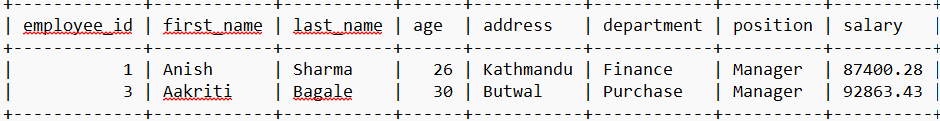 +-------------+------------+-----------+-----+-----------+------------+----------+----------+
| employee_id | first_name | last_name | age | address   | department | position | salary   |
+-------------+------------+-----------+-----+-----------+------------+----------+----------+
|           1 | Anish      | Sharma    |  26 | Kathmandu | Finance    | Manager  | 87400.28 |
|           3 | Aakriti    | Bagale    |  30 | Butwal    | Purchase   | Manager  | 92863.43 |
+-------------+------------+-----------+-----+-----------+------------+----------+----------+